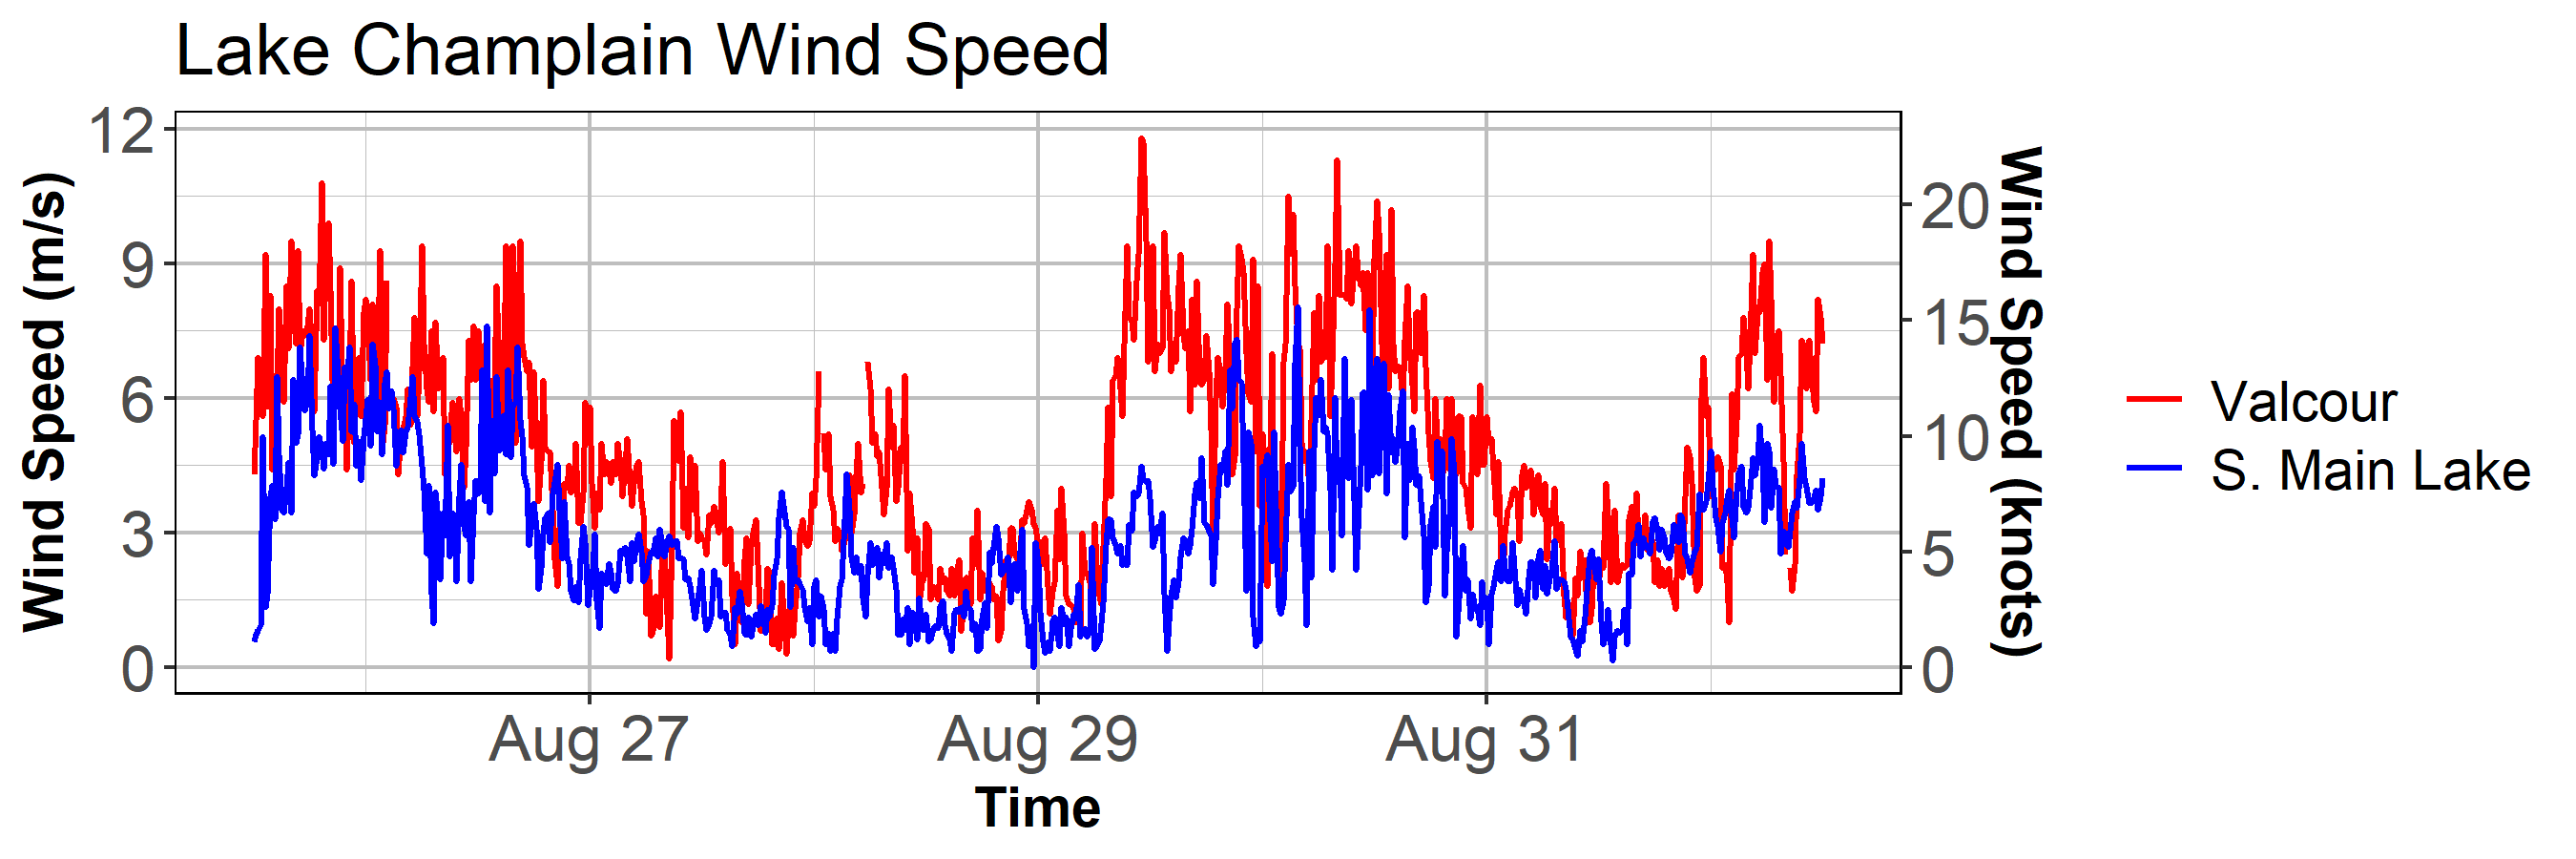 Lake Champlain Wind Speed
Wind Speed (m/s)
12
9
6
3
0
20
15
10
5
0
Wind Speed (knots)
Aug 27
Aug 29
Aug 31
Time
Valcour
S. Main Lake